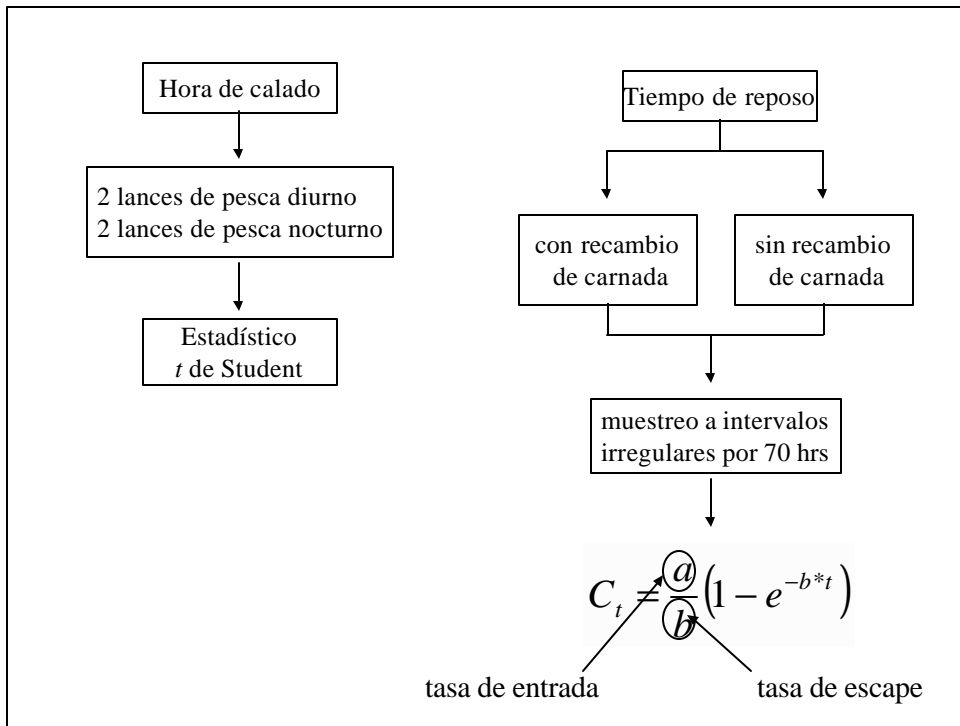 Hora de calado
2 lances de pesca diurno
2 lances de pesca nocturno
Estadístico
t de Student
Tiempo de reposo
con recambio
de carnada
sin recambio
de carnada
muestreo a intervalos
irregulares por 70 hrs
C_t = a/b (1 − e^{−b*t})
tasa de entrada
tasa de escape